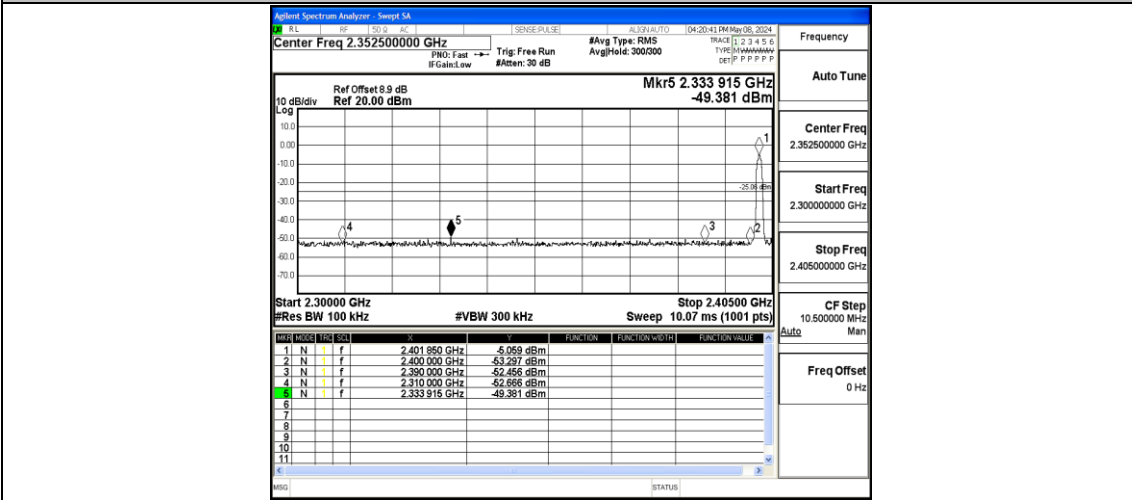 Agilent Spectrum Analyzer - Swept SA
RL RF 50 Ω AC SENSE:PULSE ALIGN AUTO 04:20:41 PM May 08, 2024
Center Freq 2.352500000 GHz
PNO: Fast
IFGain:Low
Trig: Free Run
#Atten: 30 dB
#Avg Type: RMS
Avg|Hold: 300/300
TRACE 1 2 3 4 5 6
TYPE M
DET P P P P P P
Ref Offset 8.9 dB
10 dB/div Ref 20.00 dBm
Log
Mkr5 2.333 915 GHz
-49.381 dBm
10.0
0.00
-10.0
-20.0
-30.0
-40.0
-50.0
-60.0
-70.0
1
-25.06 dBm
4
5
3
2
Start 2.30000 GHz Stop 2.40500 GHz
#Res BW 100 kHz #VBW 300 kHz Sweep 10.07 ms (1001 pts)
MKR MODE TRC SCL X Y FUNCTION FUNCTION WIDTH FUNCTION VALUE
1 N 1 f 2.401 850 GHz -5.059 dBm
2 N 1 f 2.400 000 GHz -53.297 dBm
3 N 1 f 2.390 000 GHz -52.456 dBm
4 N 1 f 2.310 000 GHz -52.666 dBm
5 N 1 f 2.333 915 GHz -49.381 dBm
6
7
8
9
10
11
MSG STATUS
Frequency
Auto Tune
Center Freq
2.352500000 GHz
Start Freq
2.300000000 GHz
Stop Freq
2.405000000 GHz
CF Step
10.500000 MHz
Auto Man
Freq Offset
0 Hz